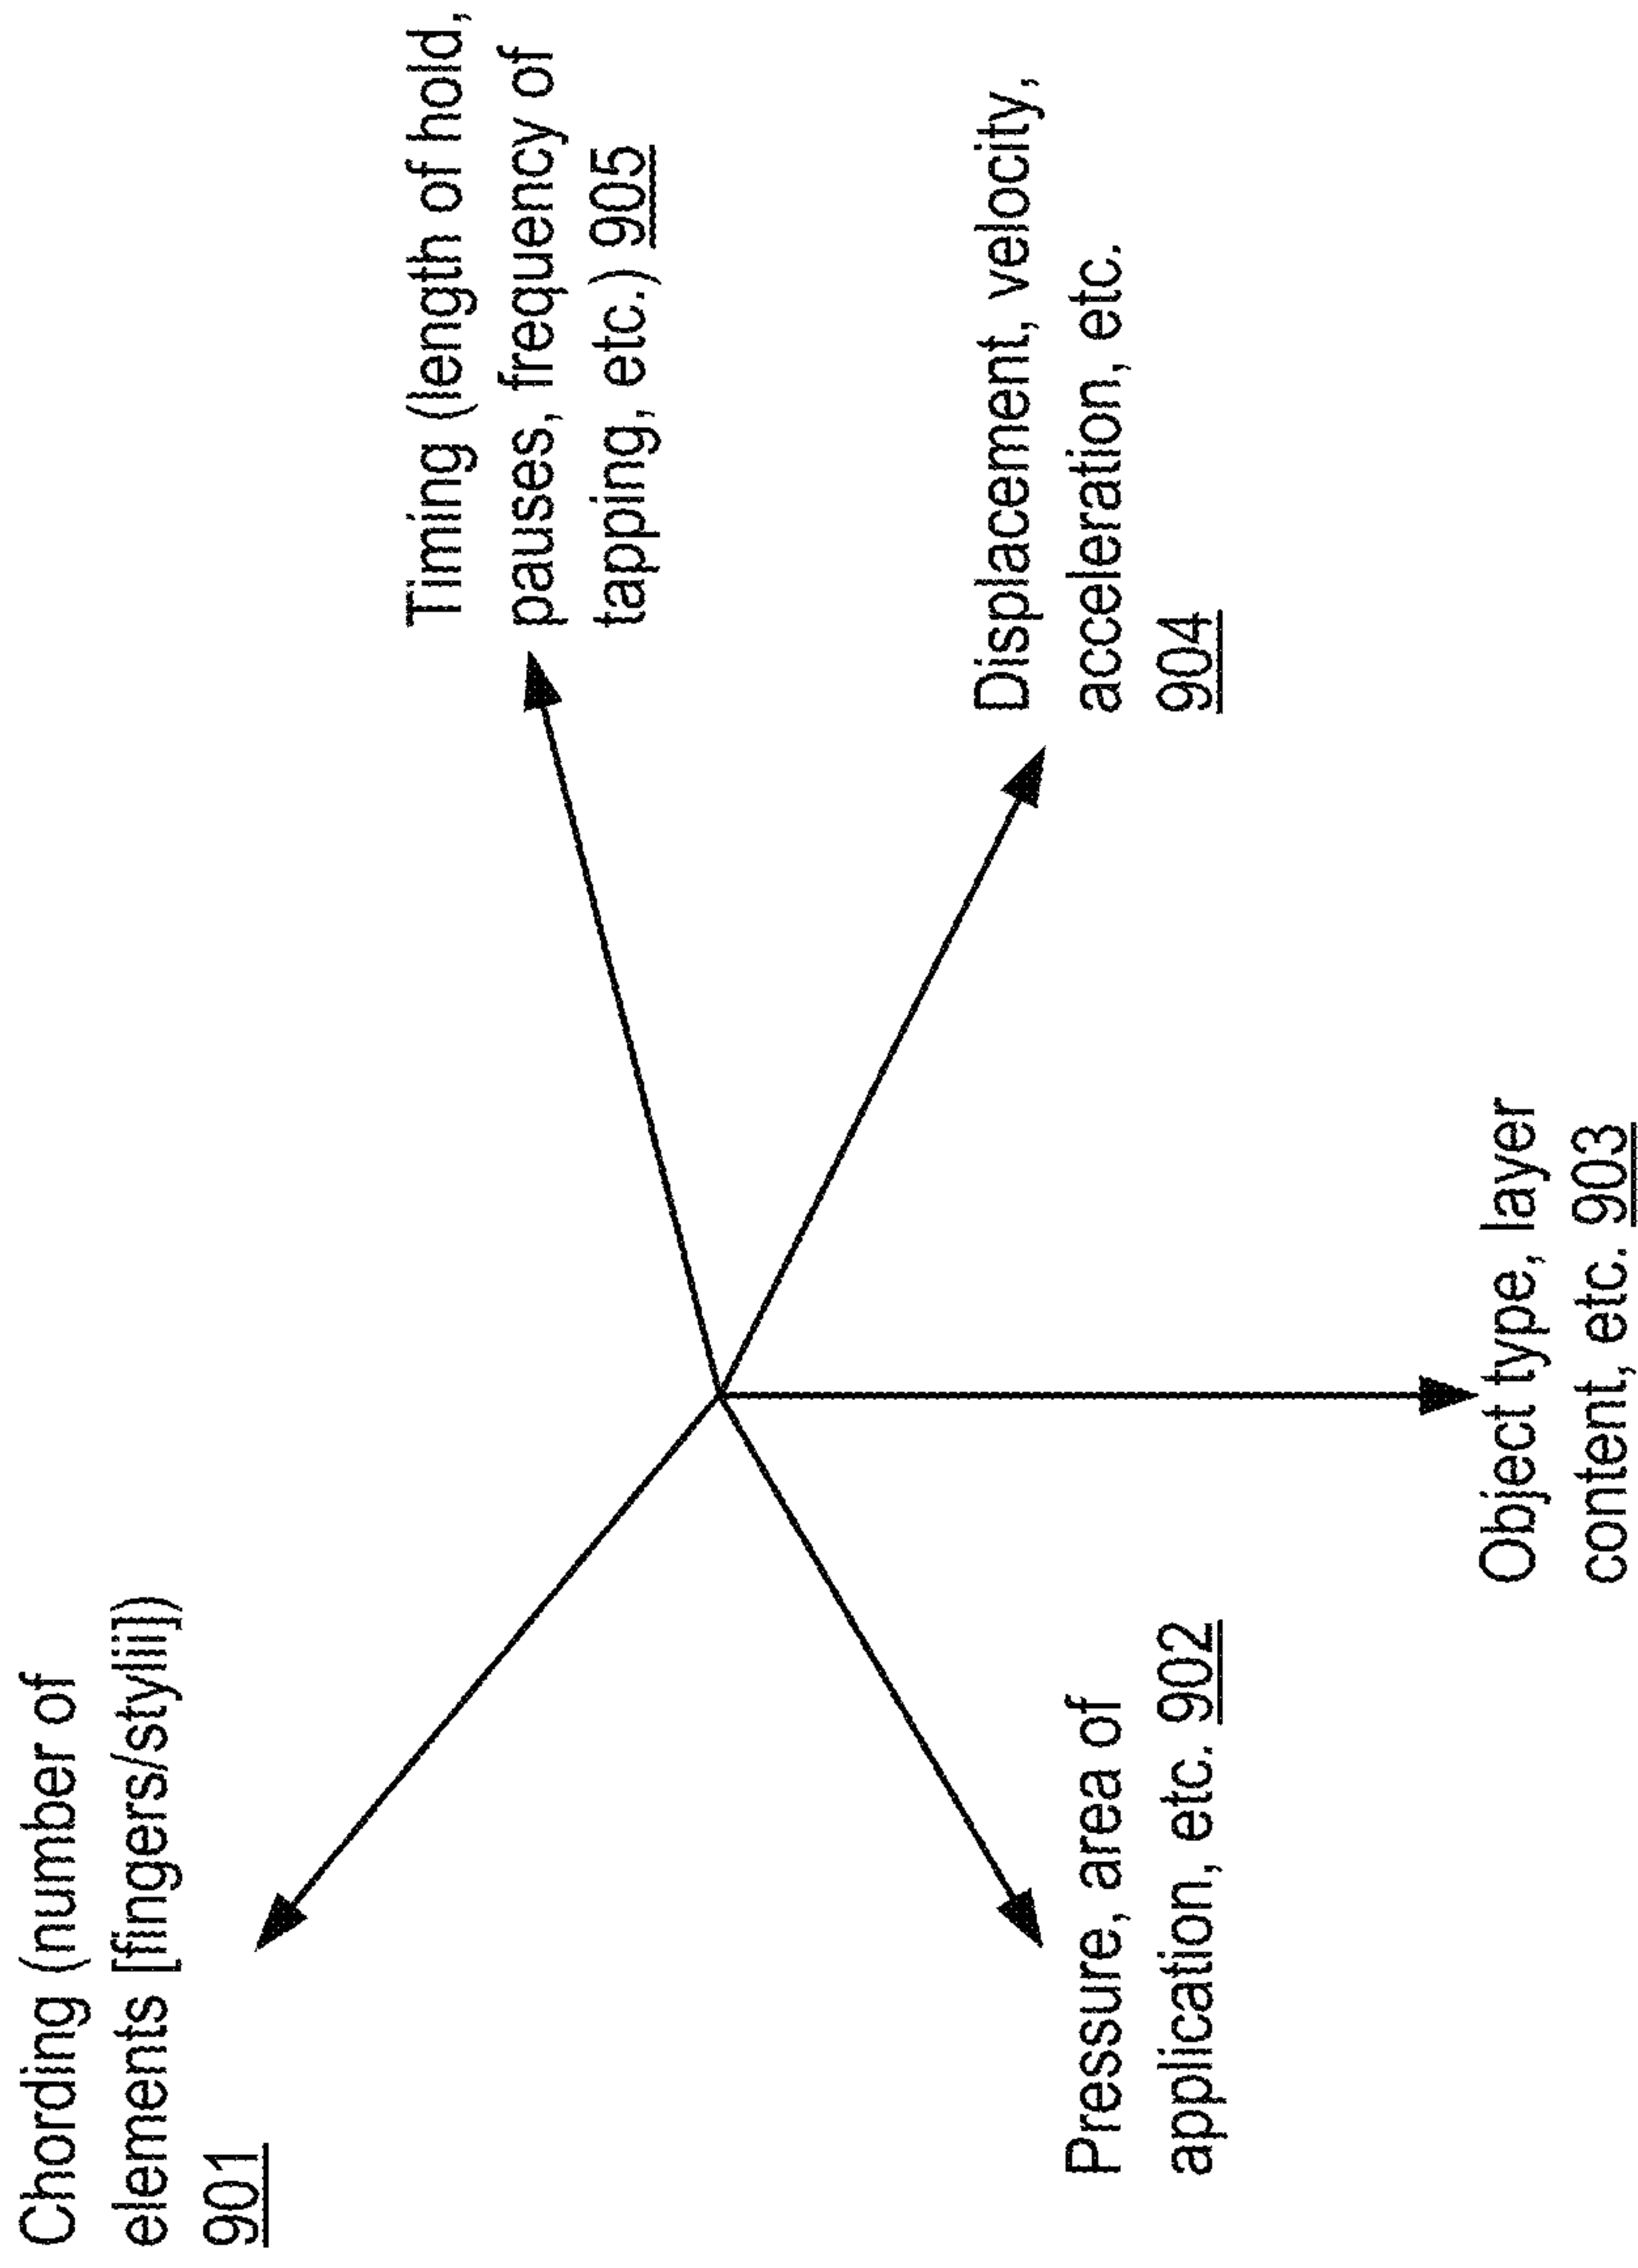 Chording (number of
elements [fingers/stylii])
901
Timing (length of hold,
pauses, frequency of
tapping, etc.) 905
Pressure, area of
application, etc. 902
Displacement, velocity,
acceleration, etc.
904
Object type, layer
content, etc. 903